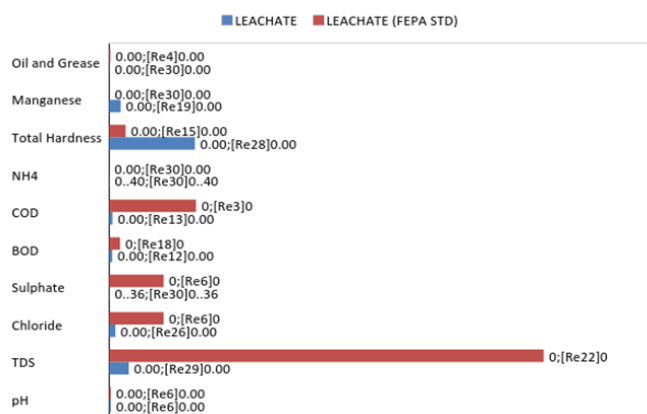 LEACHATE LEACHATE (FEPA STD)
Oil and Grease
0.00;[Re4]0.00
0.00;[Re30]0.00
Manganese
0.00;[Re30]0.00
0.00;[Re19]0.00
Total Hardness
0.00;[Re15]0.00
0.00;[Re28]0.00
NH4
0.00;[Re30]0.00
0..40;[Re30]0..40
COD
0;[Re3]0
0.00;[Re13]0.00
BOD
0;[Re18]0
0.00;[Re12]0.00
Sulphate
0;[Re6]0
0..36;[Re30]0..36
Chloride
0;[Re6]0
0.00;[Re26]0.00
TDS
0;[Re22]0
0.00;[Re29]0.00
pH
0.00;[Re6]0.00
0.00;[Re6]0.00